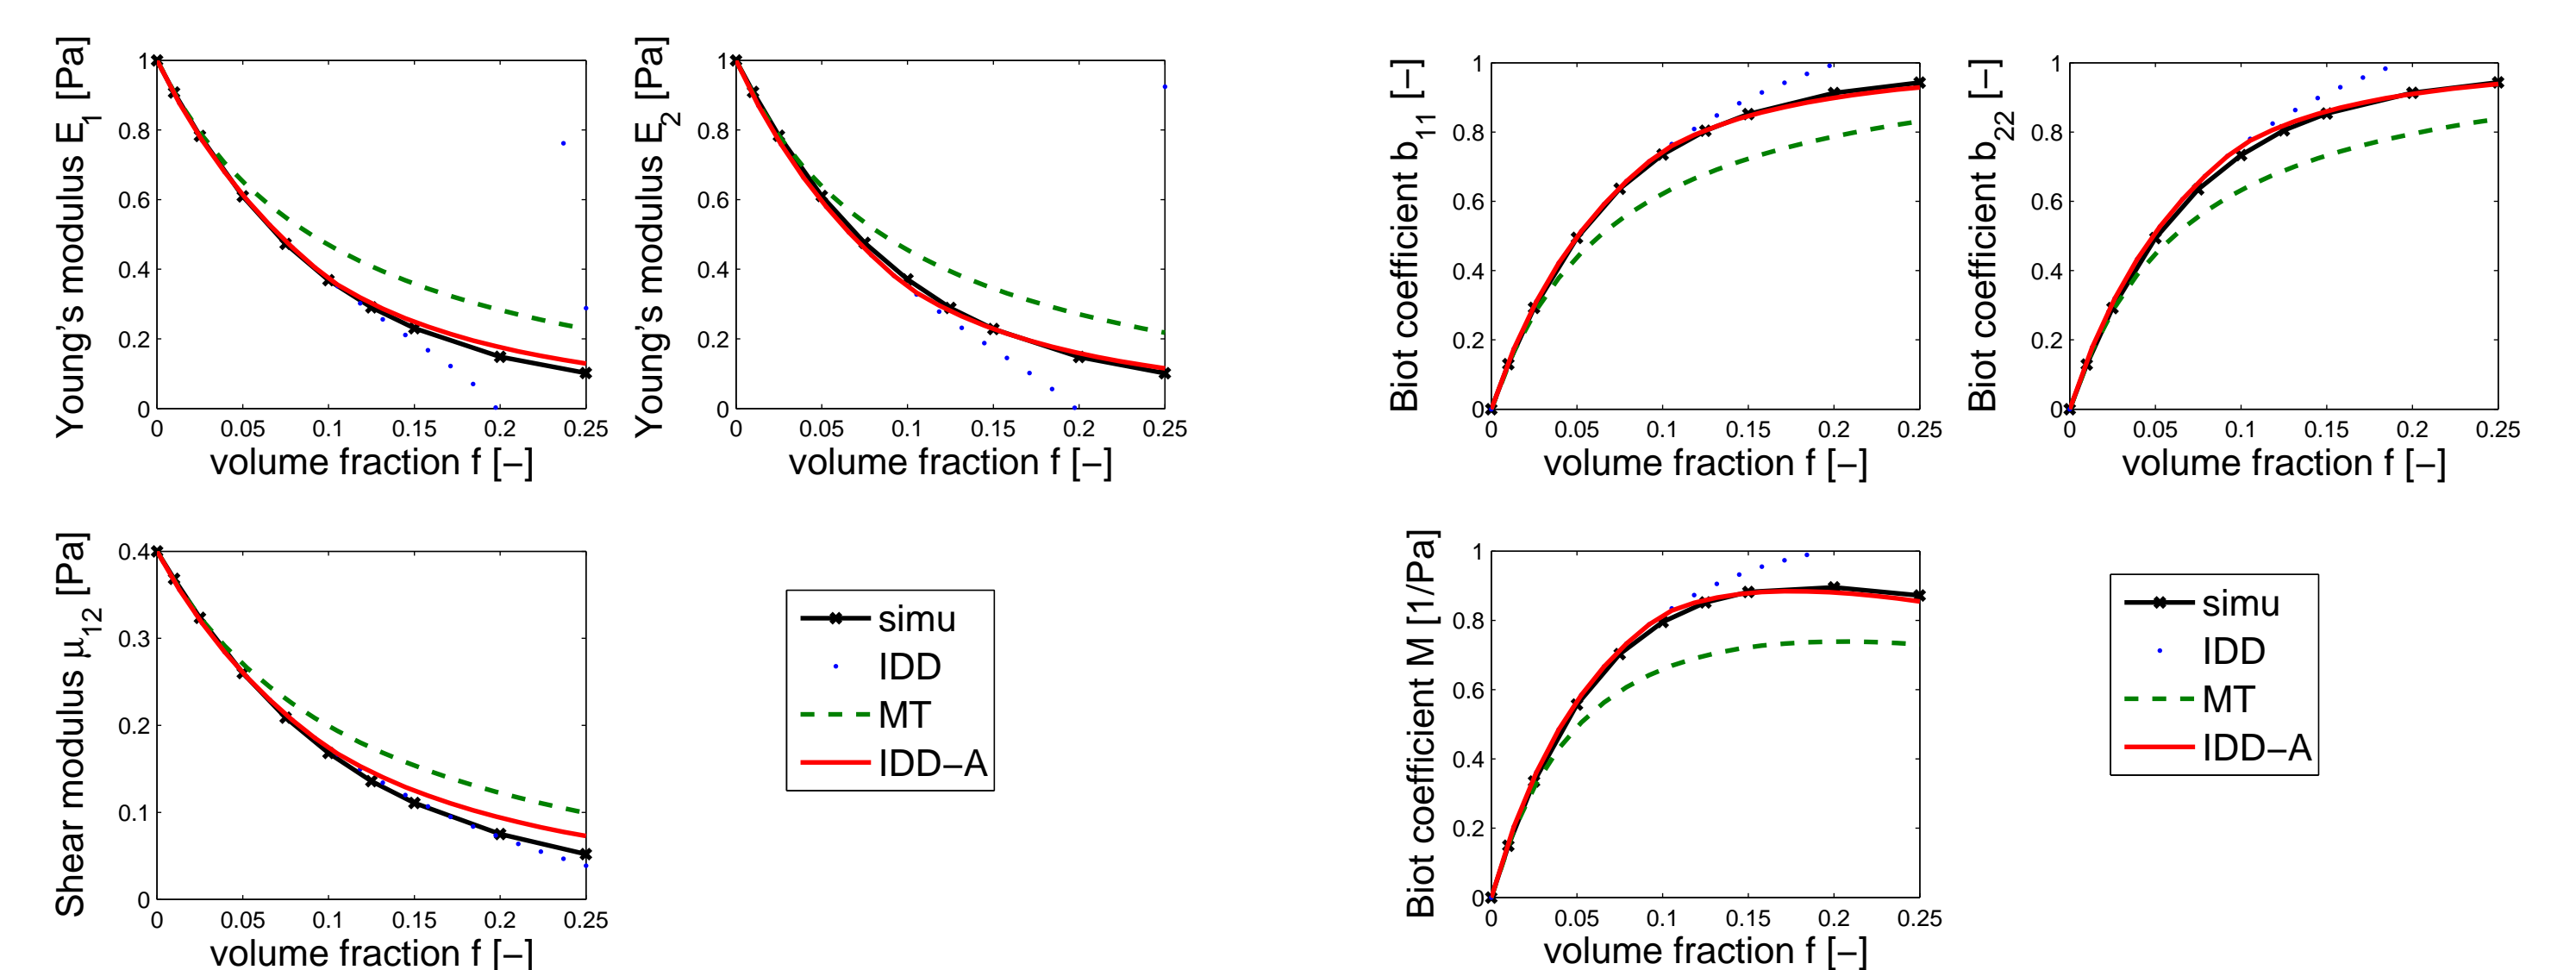 Young's modulus E1 [Pa]
1
0.8
0.6
0.4
0.2
0
0 0.05 0.1 0.15 0.2 0.25
volume fraction f [−]
Young's modulus E2 [Pa]
1
0.8
0.6
0.4
0.2
0
0 0.05 0.1 0.15 0.2 0.25
volume fraction f [−]
Biot coefficient b11 [−]
1
0.8
0.6
0.4
0.2
0
0 0.05 0.1 0.15 0.2 0.25
volume fraction f [−]
Biot coefficient b22 [−]
1
0.8
0.6
0.4
0.2
0
0 0.05 0.1 0.15 0.2 0.25
volume fraction f [−]
Shear modulus μ12 [Pa]
0.4
0.3
0.2
0.1
0
0 0.05 0.1 0.15 0.2 0.25
volume fraction f [−]
simu
IDD
MT
IDD−A
Biot coefficient M [1/Pa]
1
0.8
0.6
0.4
0.2
0
0 0.05 0.1 0.15 0.2 0.25
volume fraction f [−]
simu
IDD
MT
IDD−A